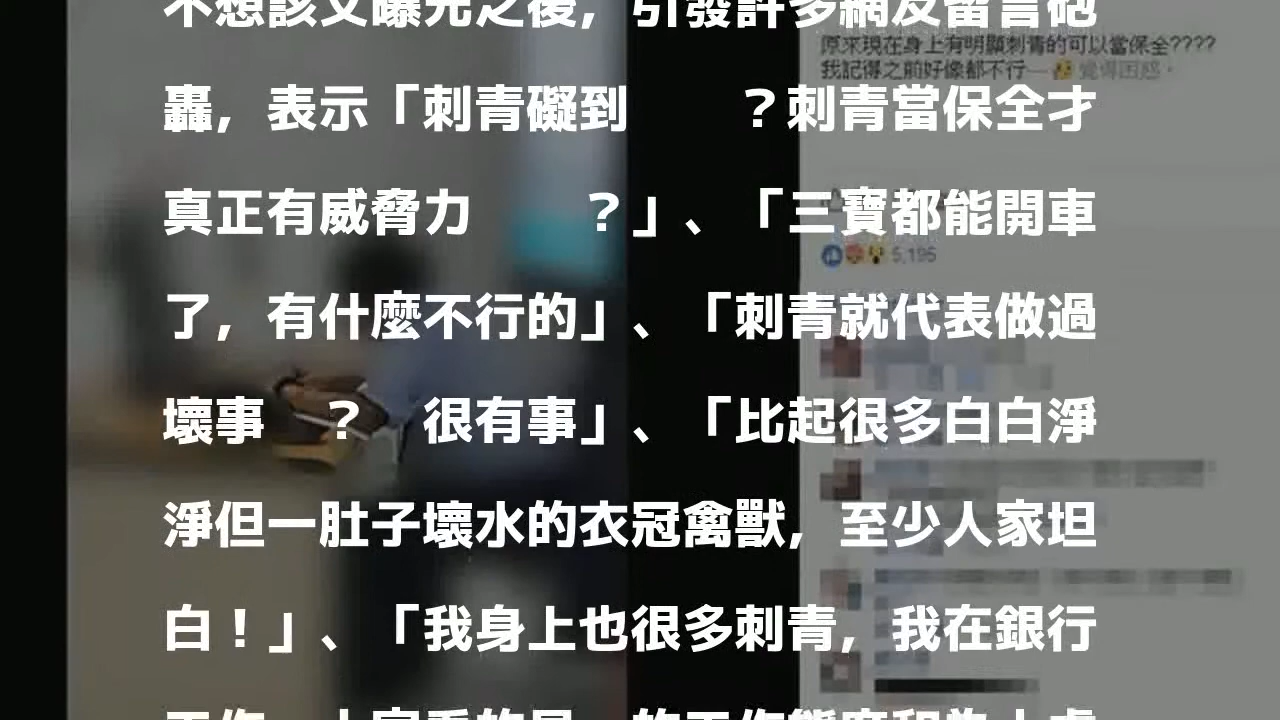 不想該文曝光之後，引發許多網友留言砲
轟，表示「刺青礙到　　？刺青當保全才
真正有威脅力　　？」、「三寶都能開車
了，有什麼不行的」、「刺青就代表做過
壞事　？　很有事」、「比起很多白白淨
淨但一肚子壞水的衣冠禽獸，至少人家坦
白！」、「我身上也很多刺青，我在銀行
原來現在身上有明顯刺青的可以當保全????
我記得之前好像都不行— 覺得困惑。
5,195